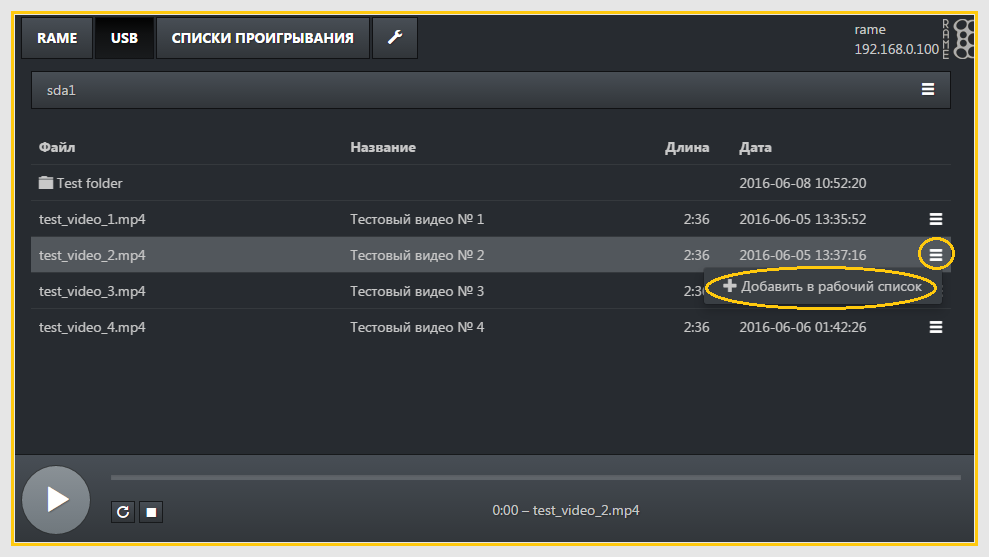 RAME USB СПИСКИ ПРОИГРЫВАНИЯ
rame
192.168.0.100
RAME
sda1
Файл Название Длина Дата
Test folder 2016-06-08 10:52:20
test_video_1.mp4 Тестовый видео № 1 2:36 2016-06-05 13:35:52
test_video_2.mp4 Тестовый видео № 2 2:36 2016-06-05 13:37:16
Добавить в рабочий список
test_video_3.mp4 Тестовый видео № 3
test_video_4.mp4 Тестовый видео № 4 2:36 2016-06-06 01:42:26
0:00 – test_video_2.mp4